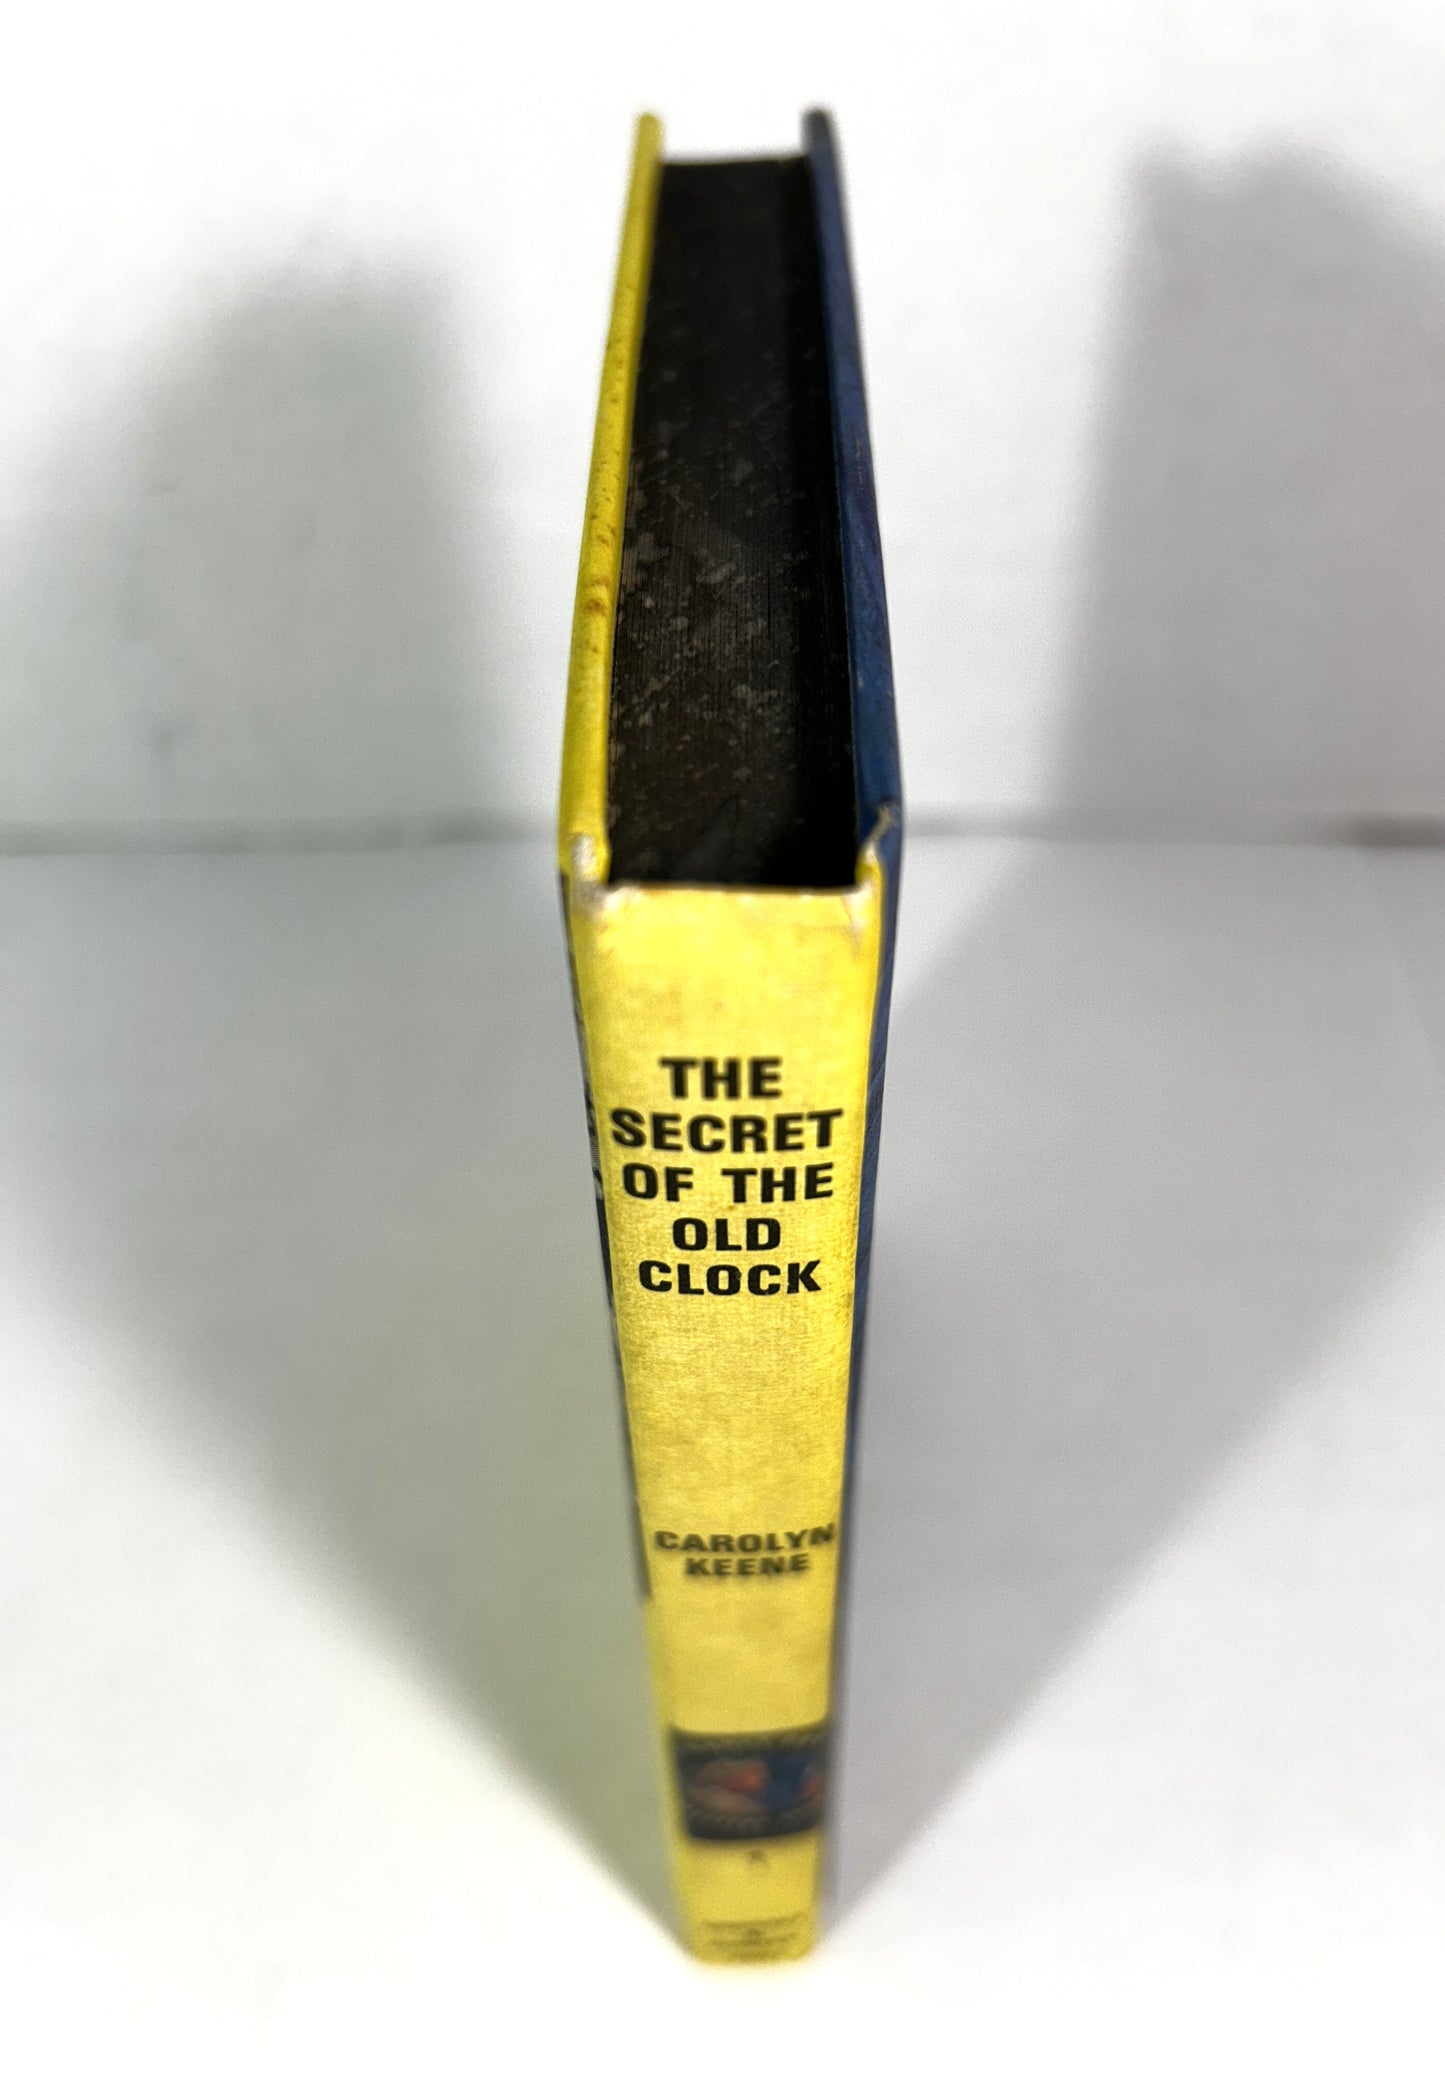 THE
SECRET
OF THE
OLD
CLOCK
CAROLYN
KEENE